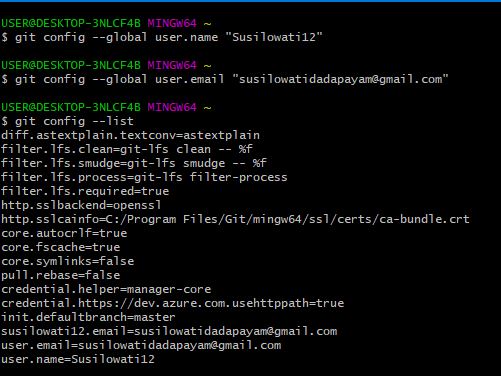 USER@DESKTOP-3NLCF4B MINGW64 ~
$ git config --global user.name "Susilowati12"
USER@DESKTOP-3NLCF4B MINGW64 ~
$ git config --global user.email "susilowatidadapayam@gmail.com"
USER@DESKTOP-3NLCF4B MINGW64 ~
$ git config --list
diff.astextplain.textconv=astextplain
filter.lfs.clean=git-lfs clean -- %f
filter.lfs.smudge=git-lfs smudge -- %f
filter.lfs.process=git-lfs filter-process
filter.lfs.required=true
http.sslbackend=openssl
http.sslcainfo=C:/Program Files/Git/mingw64/ssl/certs/ca-bundle.crt
core.autocrlf=true
core.fscache=true
core.symlinks=false
pull.rebase=false
credential.helper=manager-core
credential.https://dev.azure.com.usehttppath=true
init.defaultbranch=master
susilowati12.email=susilowatidadapayam@gmail.com
user.email=susilowatidadapayam@gmail.com
user.name=Susilowati12